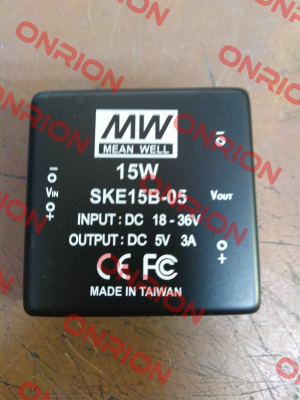 ONRION
MW
MEAN WELL
15W
VIN
SKE15B-05
VOUT
INPUT : DC 18 - 36V
OUTPUT : DC 5V 3A
CE FC
MADE IN TAIWAN
ONRION